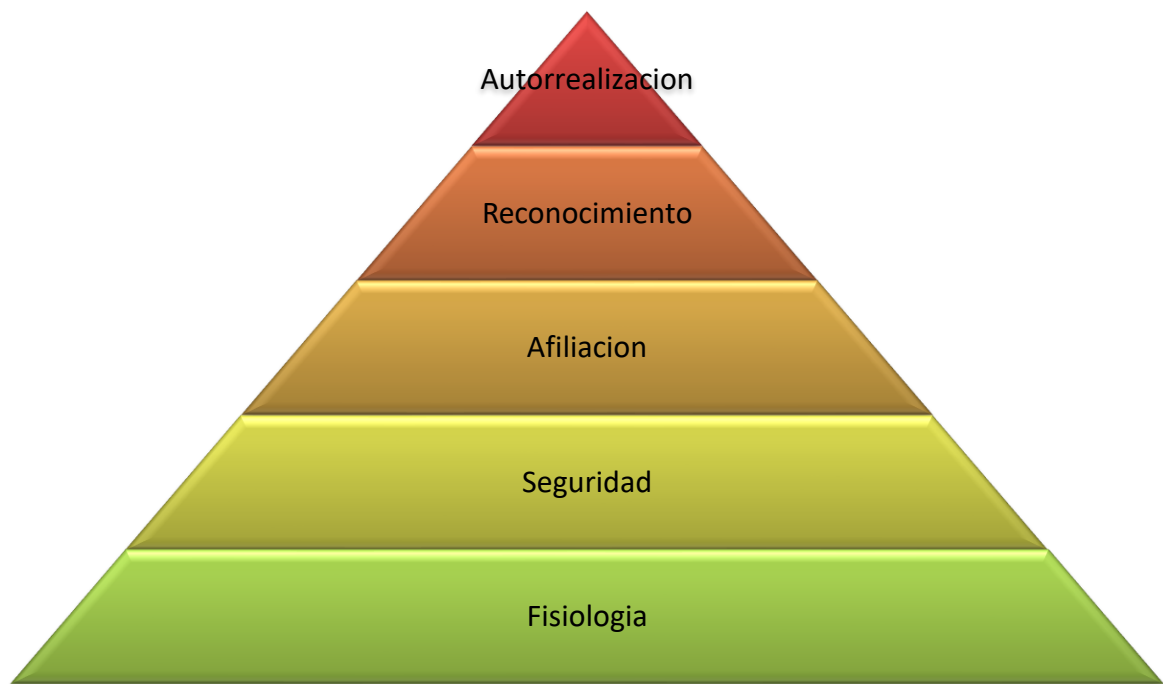 Autorrealizacion
Reconocimiento
Afiliacion
Seguridad
Fisiologia